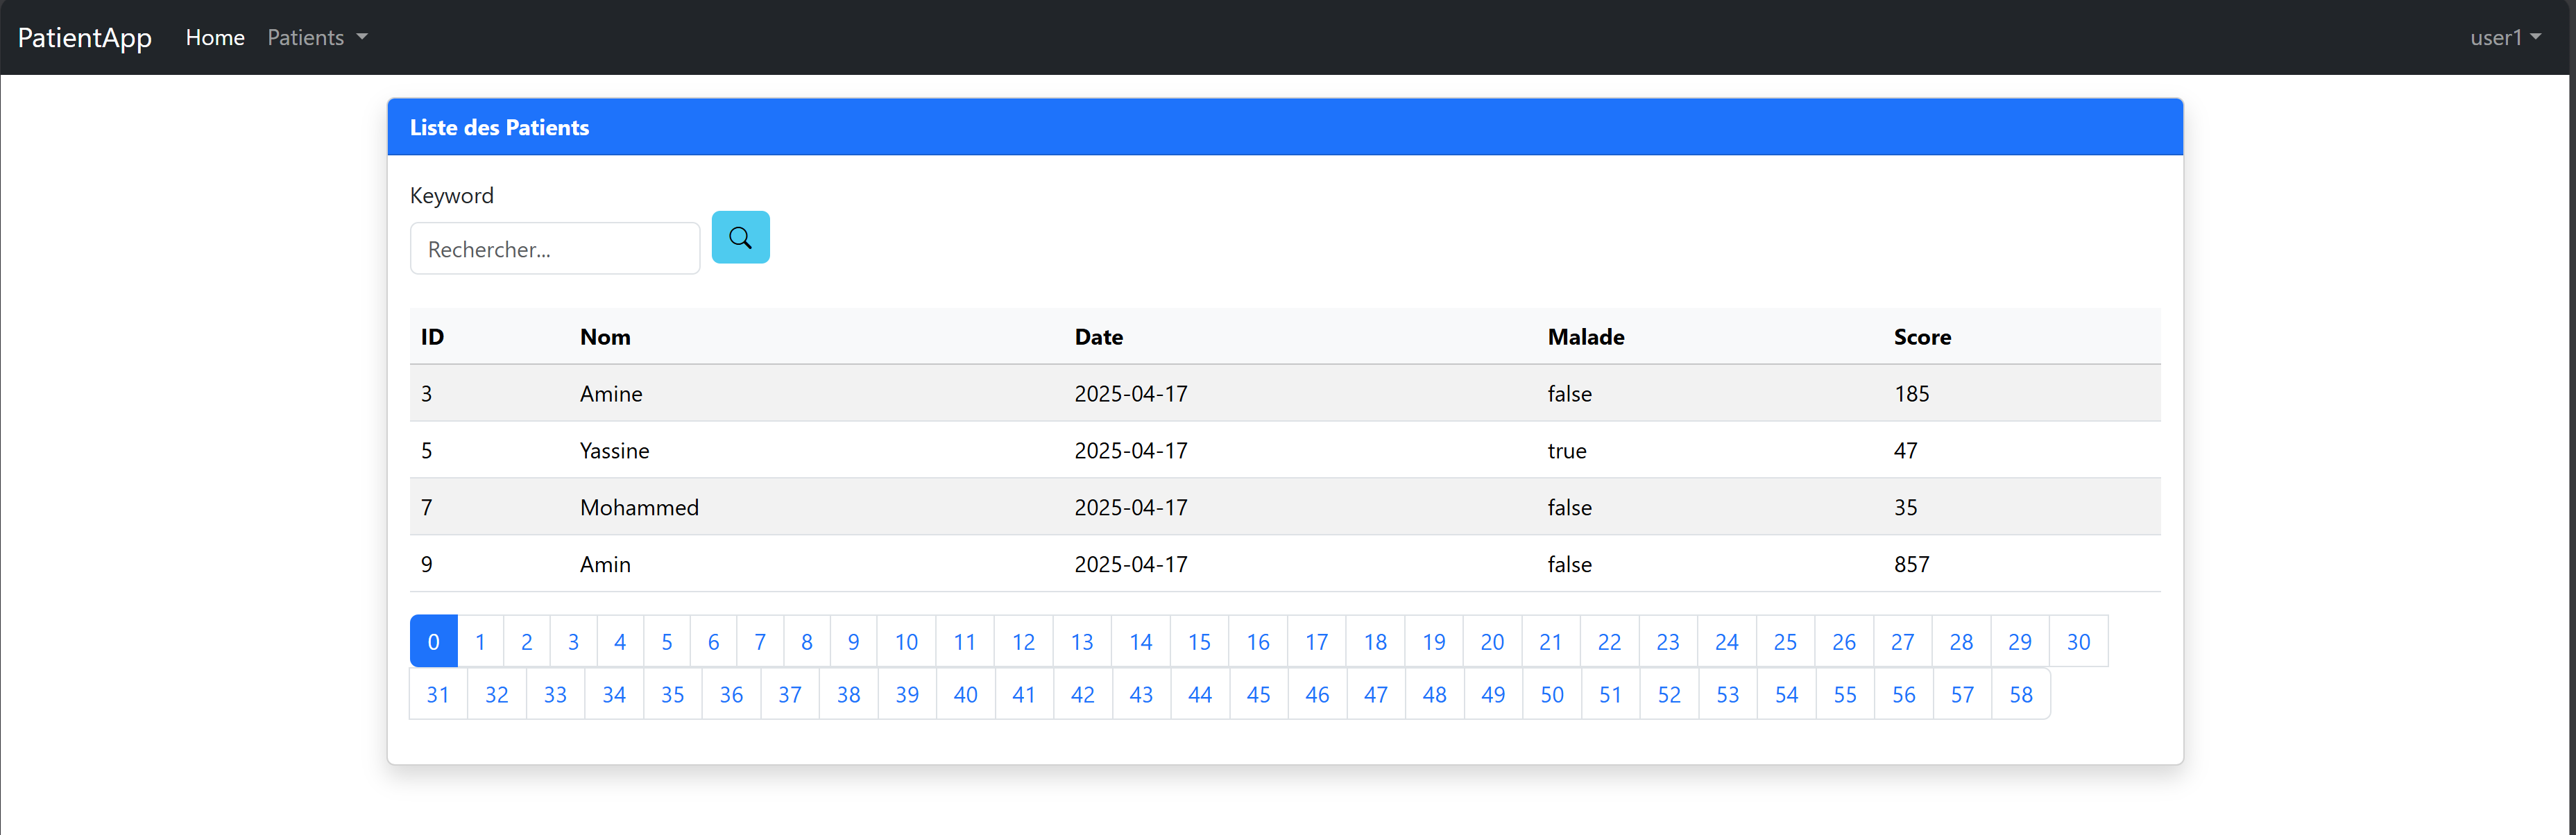 PatientApp Home Patients user1
Liste des Patients
Keyword
Rechercher...
ID Nom Date Malade Score
3 Amine 2025-04-17 false 185
5 Yassine 2025-04-17 true 47
7 Mohammed 2025-04-17 false 35
9 Amin 2025-04-17 false 857
0 1 2 3 4 5 6 7 8 9 10 11 12 13 14 15 16 17 18 19 20 21 22 23 24 25 26 27 28 29 30
31 32 33 34 35 36 37 38 39 40 41 42 43 44 45 46 47 48 49 50 51 52 53 54 55 56 57 58